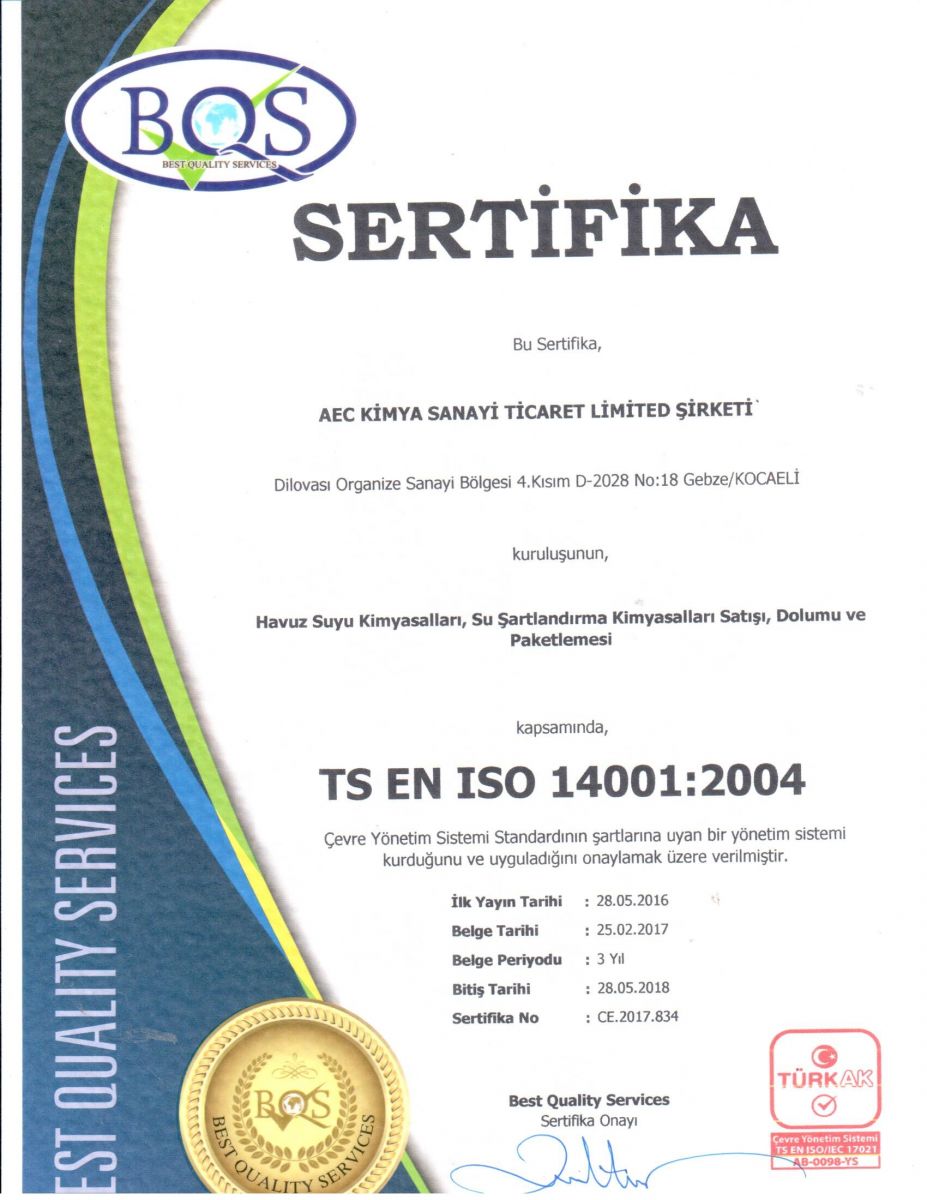 BQS
BEST QUALITY SERVICES
SERTİFİKA
Bu Sertifika,
AEC KİMYA SANAYİ TİCARET LİMİTED ŞİRKETİ
Dilovası Organize Sanayi Bölgesi 4.Kısım D-2028 No:18 Gebze/KOCAELİ
kuruluşunun,
Havuz Suyu Kimyasalları, Su Şartlandırma Kimyasalları Satışı, Dolumu ve
Paketlemesi
kapsamında,
TS EN ISO 14001:2004
Çevre Yönetim Sistemi Standardının şartlarına uyan bir yönetim sistemi
kurduğunu ve uyguladığını onaylamak üzere verilmiştir.
İlk Yayın Tarihi : 28.05.2016
Belge Tarihi : 25.02.2017
Belge Periyodu : 3 Yıl
Bitiş Tarihi : 28.05.2018
Sertifika No : CE.2017.834
EST QUALITY SERVICES
BQS
BEST QUALITY SERVICES
Best Quality Services
Sertifika Onayı
TÜRKAK
Çevre Yönetim Sistemi
TS EN ISO/IEC 17021
AB-0098-YS